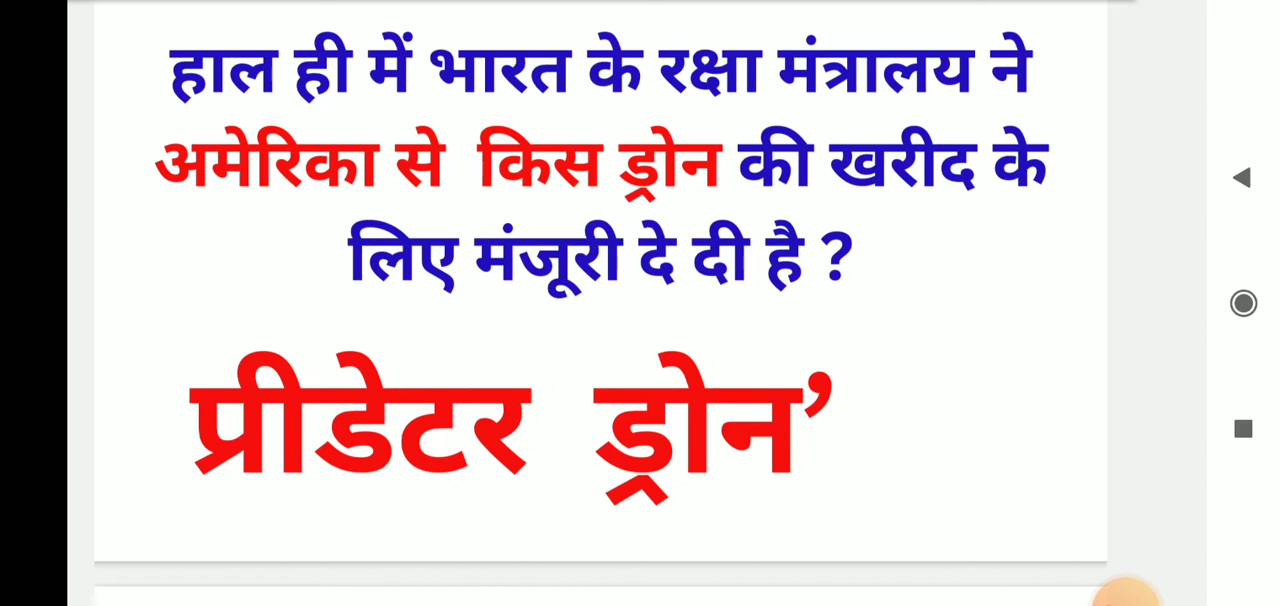 हाल ही में भारत के रक्षा मंत्रालय ने
अमेरिका से किस ड्रोन की खरीद के
लिए मंजूरी दे दी है ?
प्रीडेटर ड्रोन’